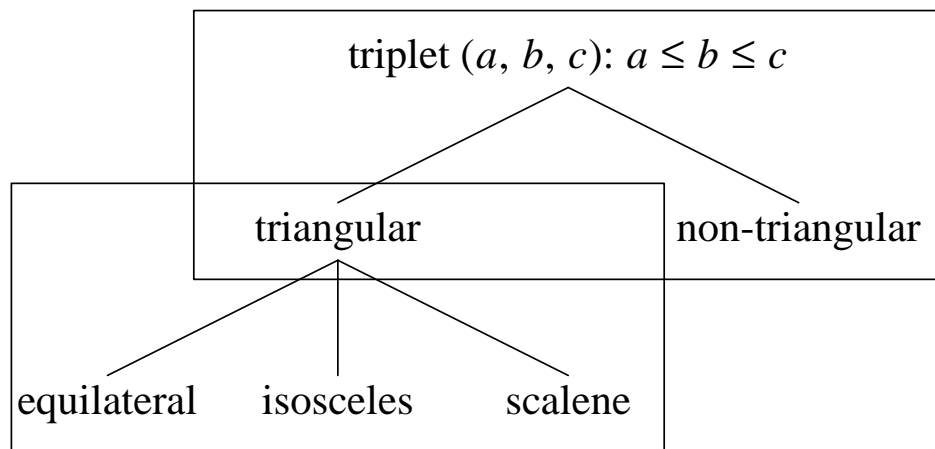 triplet (a, b, c): a ≤ b ≤ c
triangular non-triangular
equilateral isosceles scalene